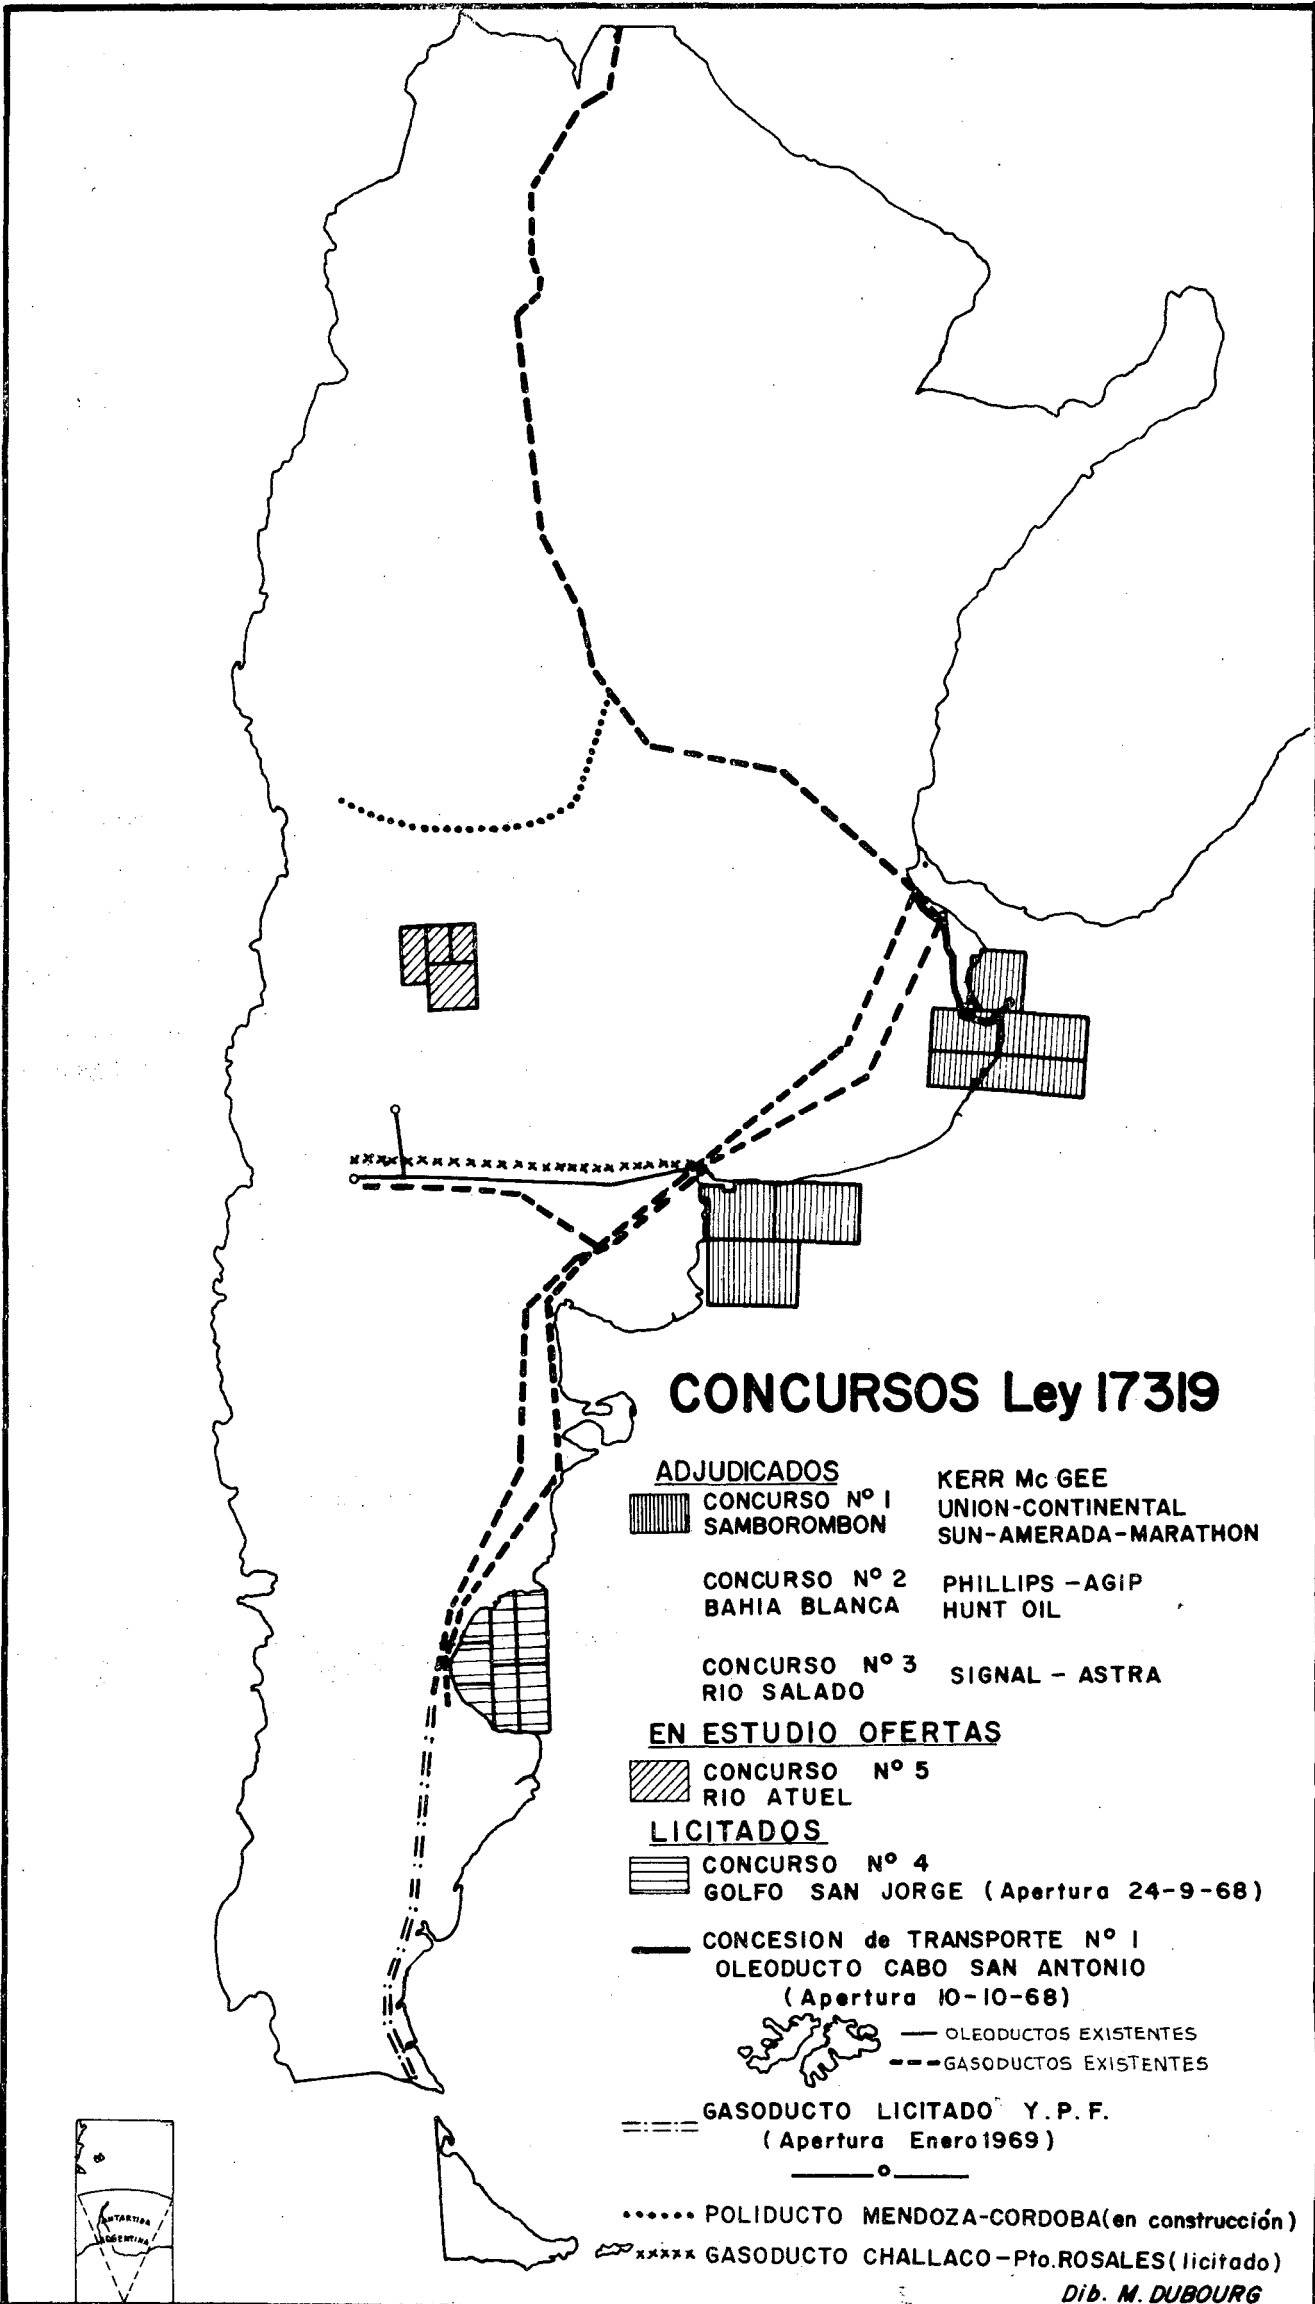 CONCURSOS Ley 17319
ADJUDICADOS
CONCURSO Nº 1
SAMBOROMBON
KERR Mc GEE
UNION-CONTINENTAL
SUN-AMERADA-MARATHON
CONCURSO Nº 2
BAHIA BLANCA
PHILLIPS -AGIP
HUNT OIL
CONCURSO Nº 3
RIO SALADO
SIGNAL - ASTRA
EN ESTUDIO OFERTAS
CONCURSO Nº 5
RIO ATUEL
LICITADOS
CONCURSO Nº 4
GOLFO SAN JORGE (Apertura 24-9-68)
CONCESION de TRANSPORTE Nº 1
OLEODUCTO CABO SAN ANTONIO
(Apertura 10-10-68)
OLEODUCTOS EXISTENTES
GASODUCTOS EXISTENTES
GASODUCTO LICITADO Y.P.F.
(Apertura Enero 1969)
POLIDUCTO MENDOZA-CORDOBA(en construcción)
GASODUCTO CHALLACO-Pto.ROSALES(licitado)
Dib. M. DUBOURG
ANTARTIDA
ARGENTINA